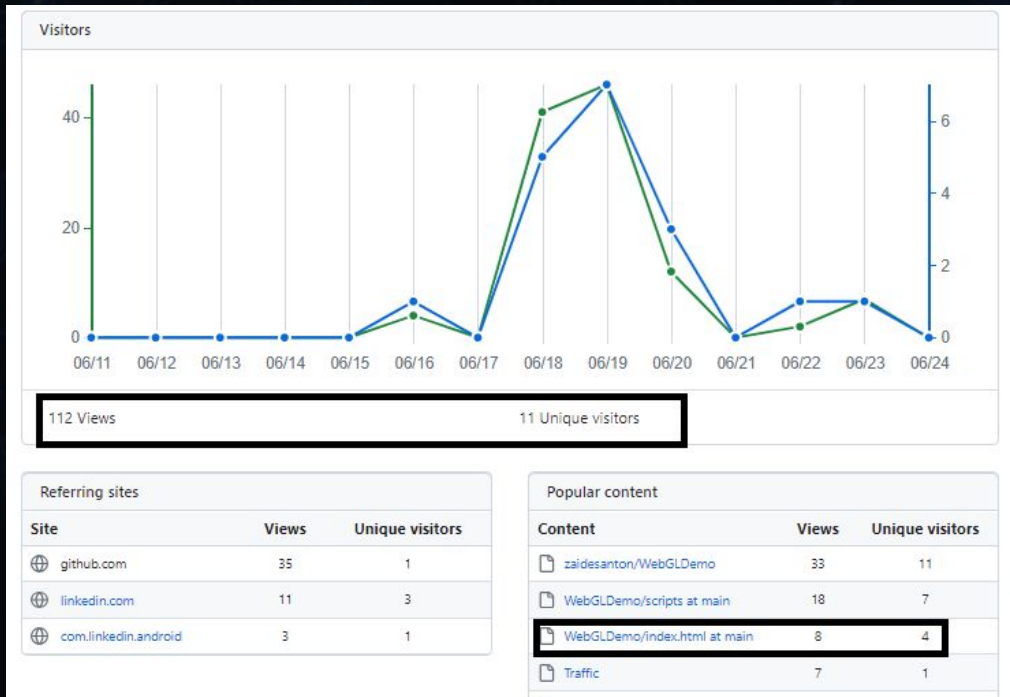 Visitors
40
20
0
6
4
2
0
06/11 06/12 06/13 06/14 06/15 06/16 06/17 06/18 06/19 06/20 06/21 06/22 06/23 06/24
112 Views 11 Unique visitors
Referring sites
Site Views Unique visitors
github.com 35 1
linkedin.com 11 3
com.linkedin.android 3 1
Popular content
Content Views Unique visitors
zaidesanton/WebGLDemo 33 11
WebGLDemo/scripts at main 18 7
WebGLDemo/index.html at main 8 4
Traffic 7 1